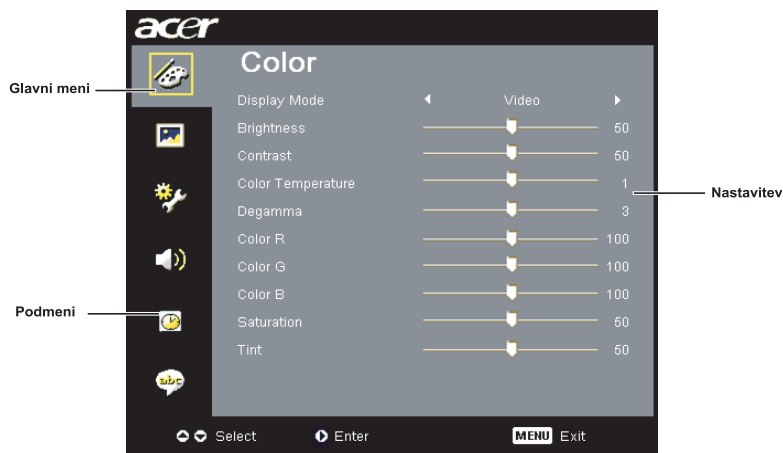 acer
Color
Glavni meni
Display Mode Video
Brightness 50
Contrast 50
Color Temperature 1
Nastavitev
Degamma 3
Color R 100
Color G 100
Color B 100
Podmeni
Saturation 50
Tint 50
abc
Select Enter MENU Exit